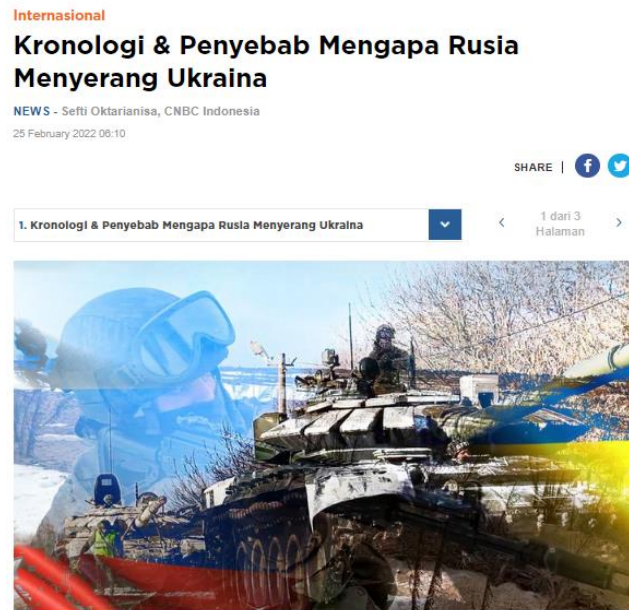 Internasional
Kronologi & Penyebab Mengapa Rusia
Menyerang Ukraina
NEWS - Sefti Oktarianisa, CNBC Indonesia
25 February 2022 06:10
SHARE |
1. Kronologi & Penyebab Mengapa Rusia Menyerang Ukraina
1 dari 3
Halaman